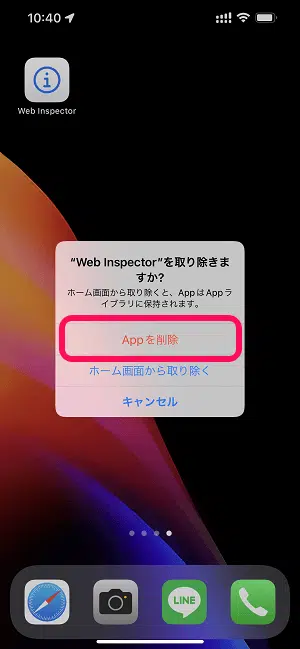 10:40
Web Inspector
“Web Inspector”を取り除きま
すか?
ホーム画面から取り除くと、AppはAppラ
イブラリに保持されます。
Appを削除
ホーム画面から取り除く
キャンセル
LINE